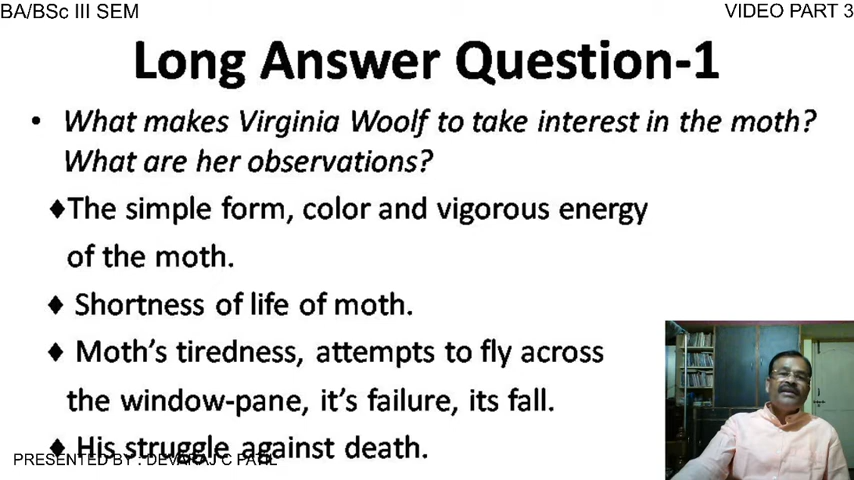 BA/BSc III SEM
VIDEO PART 3
Long Answer Question-1
• What makes Virginia Woolf to take interest in the moth?
What are her observations?
♦The simple form, color and vigorous energy
of the moth.
♦ Shortness of life of moth.
♦ Moth's tiredness, attempts to fly across
the window-pane, it's failure, its fall.
♦ His struggle against death.
PRESENTED BY : DEVARAJ C PATIL